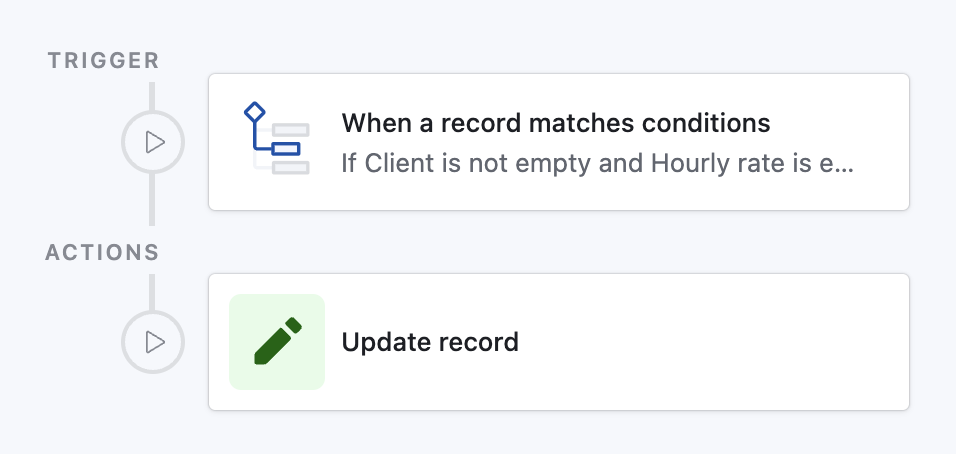 TRIGGER
When a record matches conditions
If Client is not empty and Hourly rate is e...
ACTIONS
Update record